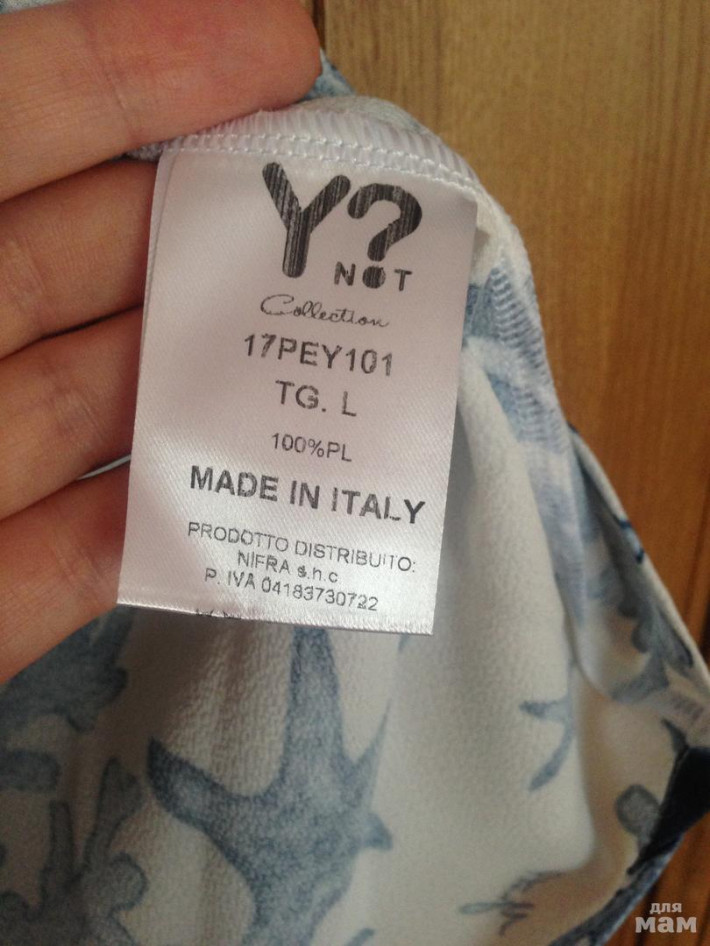 Y?
NOT
Collection
17PEY101
TG. L
100%PL
MADE IN ITALY
PRODOTTO DISTRIBUITO:
NIFRA s.h.c
P. IVA 04183730722
для
мам